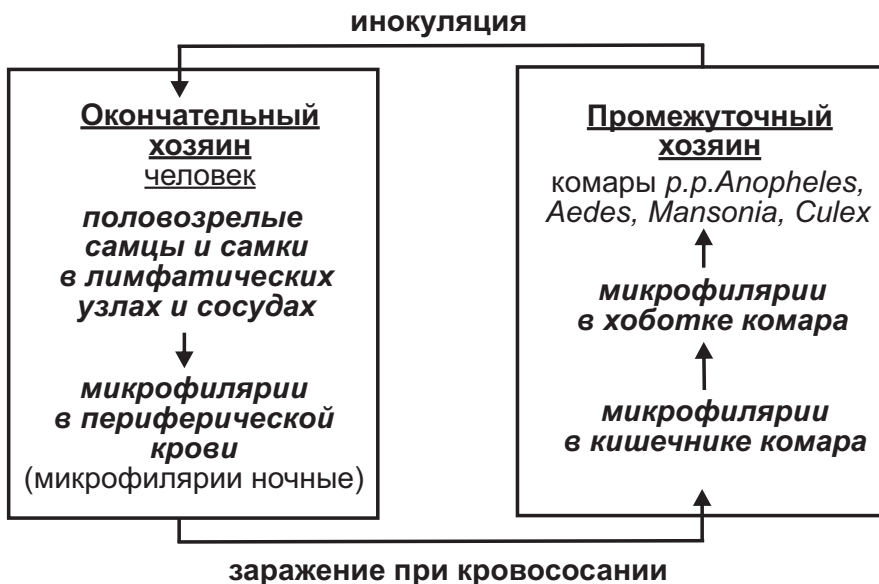 инокуляция
Окончательный
хозяин
человек
половозрелые
самцы и самки
в лимфатических
узлах и сосудах
микрофилярии
в периферической
крови
(микрофилярии ночные)
Промежуточный
хозяин
комары р.р.Anopheles,
Aedes, Mansonia, Culex
микрофилярии
в хоботке комара
микрофилярии
в кишечнике комара
заражение при кровососании